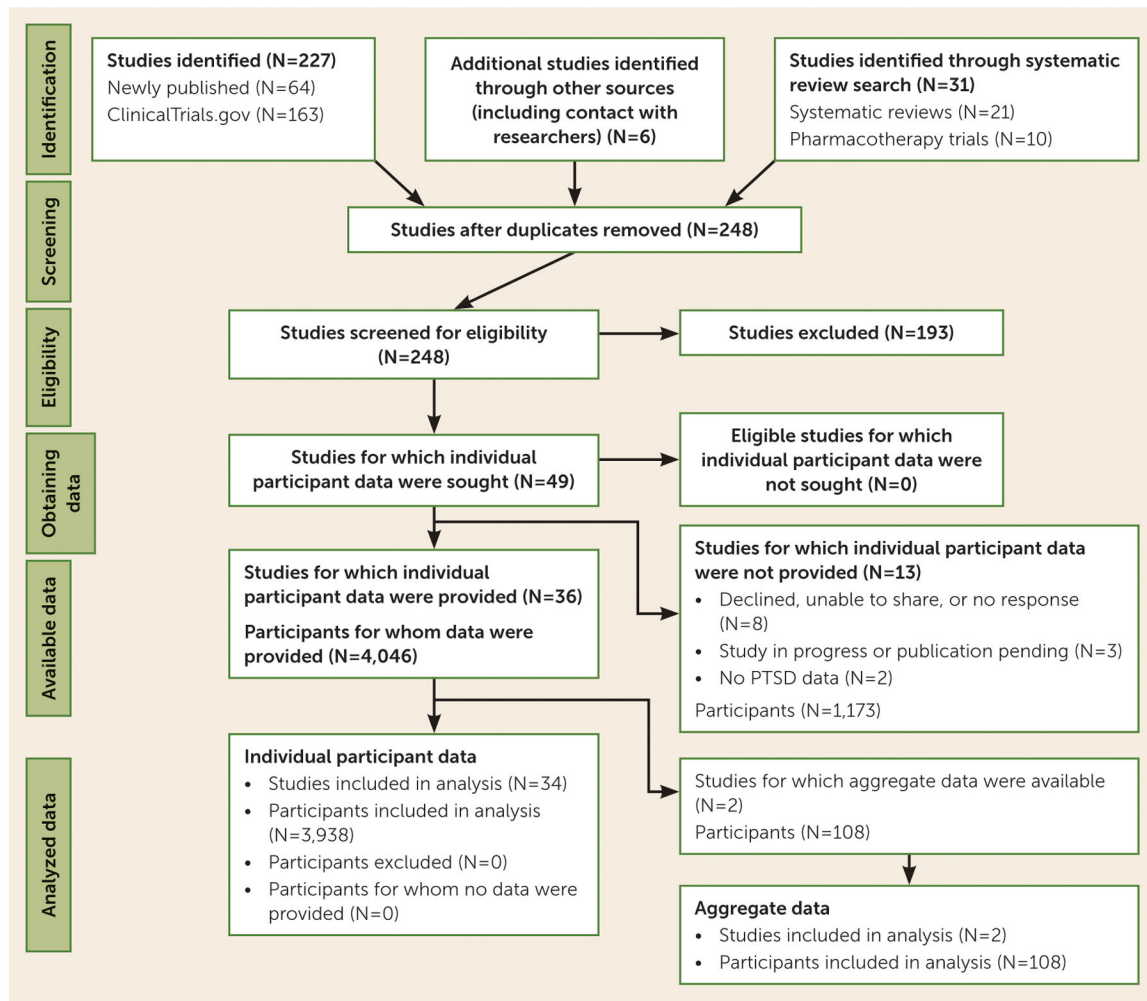 Identification
Studies identified (N=227)
Newly published (N=64)
ClinicalTrials.gov (N=163)
Additional studies identified
through other sources
(including contact with
researchers) (N=6)
Studies identified through systematic
review search (N=31)
Systematic reviews (N=21)
Pharmacotherapy trials (N=10)
Screening
Studies after duplicates removed (N=248)
Eligibility
Studies screened for eligibility
(N=248)
Studies excluded (N=193)
Obtaining
data
Studies for which individual
participant data were sought (N=49)
Eligible studies for which
individual participant data were
not sought (N=0)
Available data
Studies for which individual
participant data were provided (N=36)
Participants for whom data were
provided (N=4,046)
Studies for which individual participant data
were not provided (N=13)
• Declined, unable to share, or no response
(N=8)
• Study in progress or publication pending (N=3)
• No PTSD data (N=2)
Participants (N=1,173)
Analyzed data
Individual participant data
• Studies included in analysis (N=34)
• Participants included in analysis
(N=3,938)
• Participants excluded (N=0)
• Participants for whom no data were
provided (N=0)
Studies for which aggregate data were available
(N=2)
Participants (N=108)
Aggregate data
• Studies included in analysis (N=2)
• Participants included in analysis (N=108)